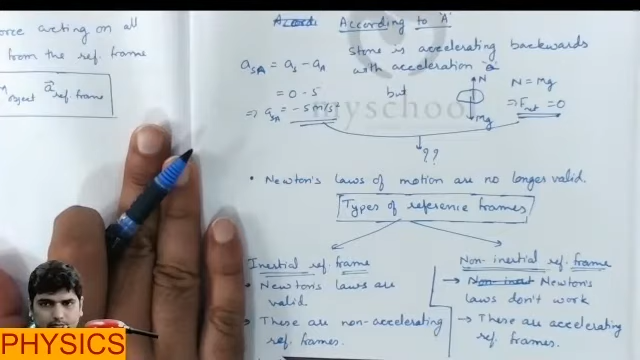 orce acting on all
from the ref. frame
m object a ref. frame
According to 'A'
Stone is accelerating backwards
with acceleration 'a'
a_SA = a_S - a_A
= 0 - 5
⇒ a_SA = -5 m/s²
but
N
Mg
N = Mg
⇒ F_net = 0
myschool
??
• Newton's laws of motion are no longer valid.
Types of reference frames
Inertial ref. frame
• Newton's laws are
valid.
→ These are non-accelerating
ref. frames.
Non-inertial ref. frame
→ Newton's
laws don't work
→ These are accelerating
ref. frames.
PHYSICS